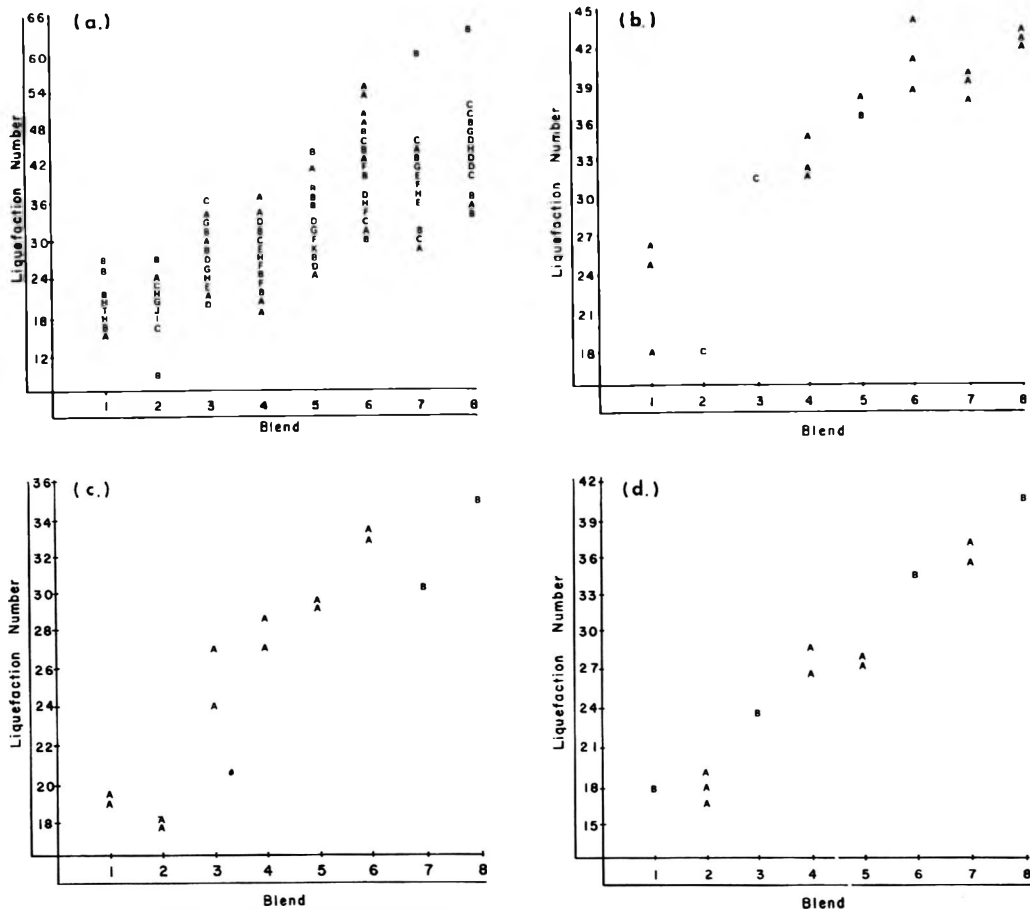 (a.)
66
60
54
48
42
36
30
24
18
12
Liquefaction Number
B
B
B
H
T
H
B
A
B
A
C
H
G
J
I
C
B
C
A
G
B
A
B
D
G
H
E
A
D
A
A
D
B
C
E
H
F
B
F
B
A
A
B
A
B
B
B
D
G
F
K
B
D
A
A
A
A
A
B
C
B
A
F
B
D
H
F
C
A
B
B
C
A
B
G
E
F
H
E
B
C
A
B
C
C
B
G
D
H
D
D
C
B
A
B
1 2 3 4 5 6 7 8
Blend
(b.)
45
42
39
36
33
30
27
24
21
18
Liquefaction Number
A
A
A
C
C
A
A
A
A
B
A
A
A
A
A
A
A
A
A
1 2 3 4 5 6 7 8
Blend
(c.)
36
34
32
30
28
26
24
22
20
18
Liquefaction Number
A
A
A
A
A
A
A
A
A
A
A
A
B
B
1 2 3 4 5 6 7 8
Blend
(d.)
42
39
36
33
30
27
24
21
18
15
Liquefaction Number
B
A
A
A
B
A
A
A
A
B
A
A
B
1 2 3 4 5 6 7 8
Blend